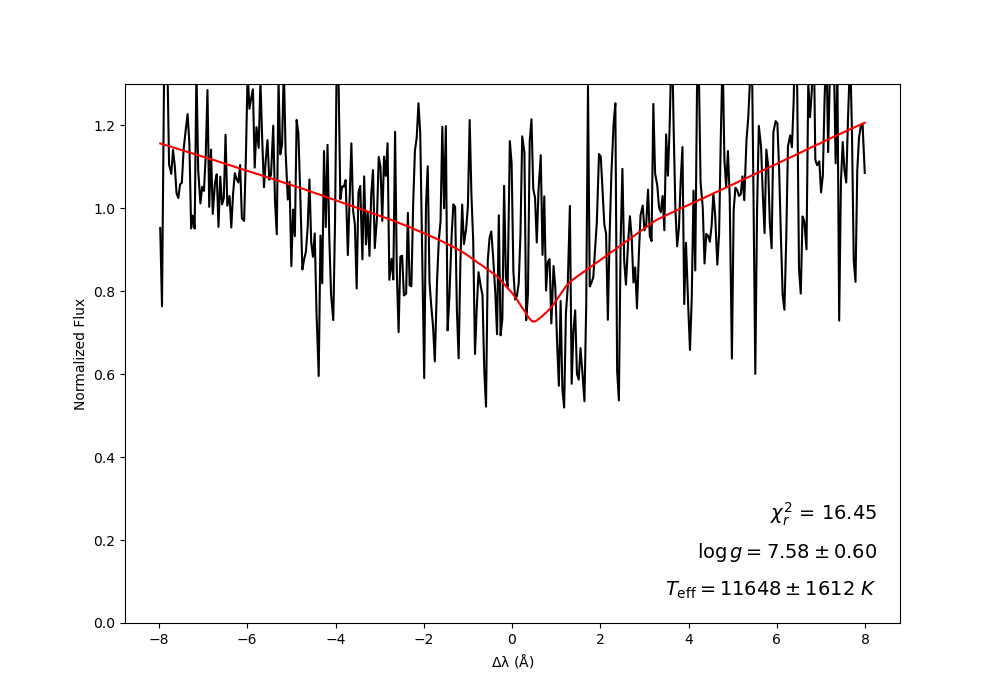 Normalized Flux
1.2
1.0
0.8
0.6
0.4
0.2
0.0
χ²ᵣ = 16.45
log g = 7.58 ± 0.60
T_eff = 11648 ± 1612 K
−8 −6 −4 −2 0 2 4 6 8
Δλ (Å)